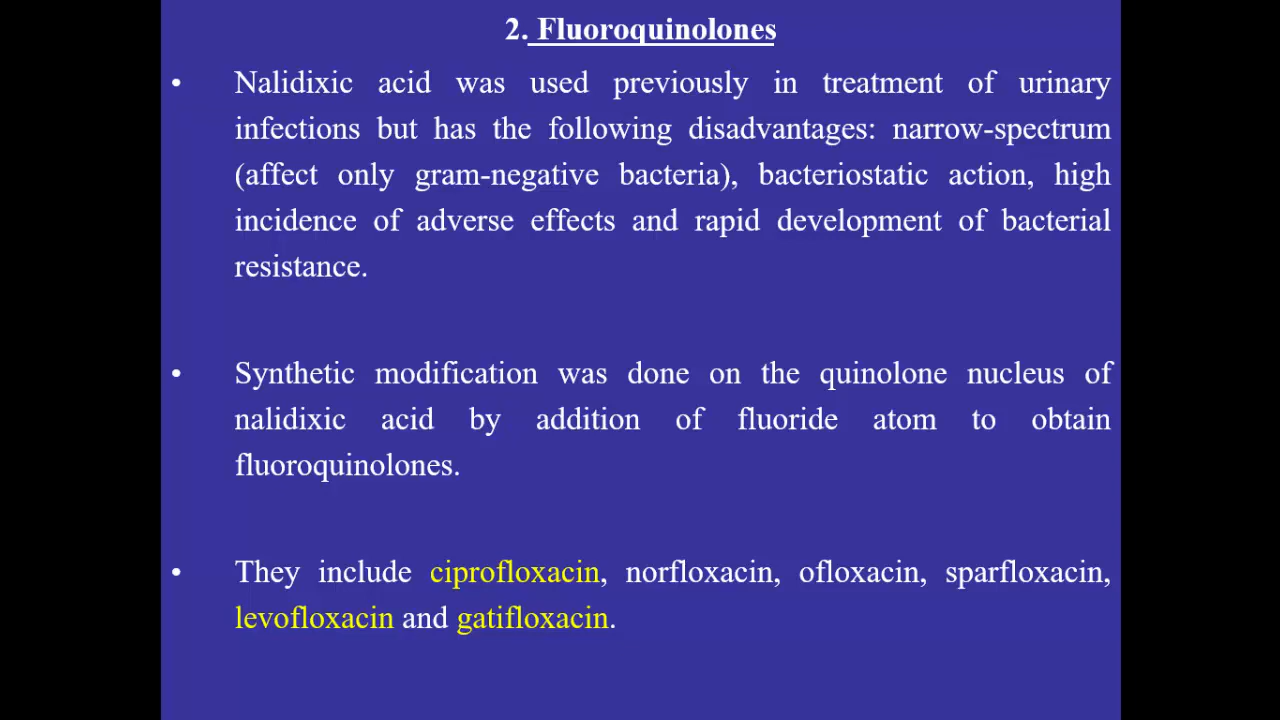 2. Fluoroquinolones
• Nalidixic acid was used previously in treatment of urinary
infections but has the following disadvantages: narrow-spectrum
(affect only gram-negative bacteria), bacteriostatic action, high
incidence of adverse effects and rapid development of bacterial
resistance.
• Synthetic modification was done on the quinolone nucleus of
nalidixic acid by addition of fluoride atom to obtain
fluoroquinolones.
• They include ciprofloxacin, norfloxacin, ofloxacin, sparfloxacin,
levofloxacin and gatifloxacin.